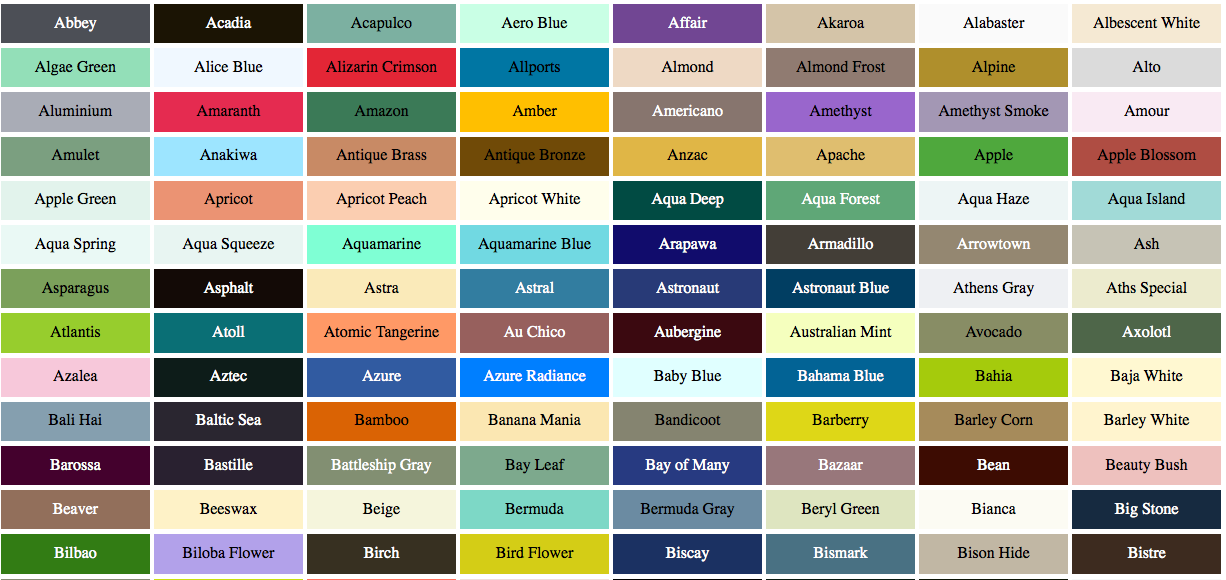 Abbey Acadia Acapulco Aero Blue Affair Akaroa Alabaster Albescent White
Algae Green Alice Blue Alizarin Crimson Allports Almond Almond Frost Alpine Alto
Aluminium Amaranth Amazon Amber Americano Amethyst Amethyst Smoke Amour
Amulet Anakiwa Antique Brass Antique Bronze Anzac Apache Apple Apple Blossom
Apple Green Apricot Apricot Peach Apricot White Aqua Deep Aqua Forest Aqua Haze Aqua Island
Aqua Spring Aqua Squeeze Aquamarine Aquamarine Blue Arapawa Armadillo Arrowtown Ash
Asparagus Asphalt Astra Astral Astronaut Astronaut Blue Athens Gray Aths Special
Atlantis Atoll Atomic Tangerine Au Chico Aubergine Australian Mint Avocado Axolotl
Azalea Aztec Azure Azure Radiance Baby Blue Bahama Blue Bahia Baja White
Bali Hai Baltic Sea Bamboo Banana Mania Bandicoot Barberry Barley Corn Barley White
Barossa Bastille Battleship Gray Bay Leaf Bay of Many Bazaar Bean Beauty Bush
Beaver Beeswax Beige Bermuda Bermuda Gray Beryl Green Bianca Big Stone
Bilbao Biloba Flower Birch Bird Flower Biscay Bismark Bison Hide Bistre